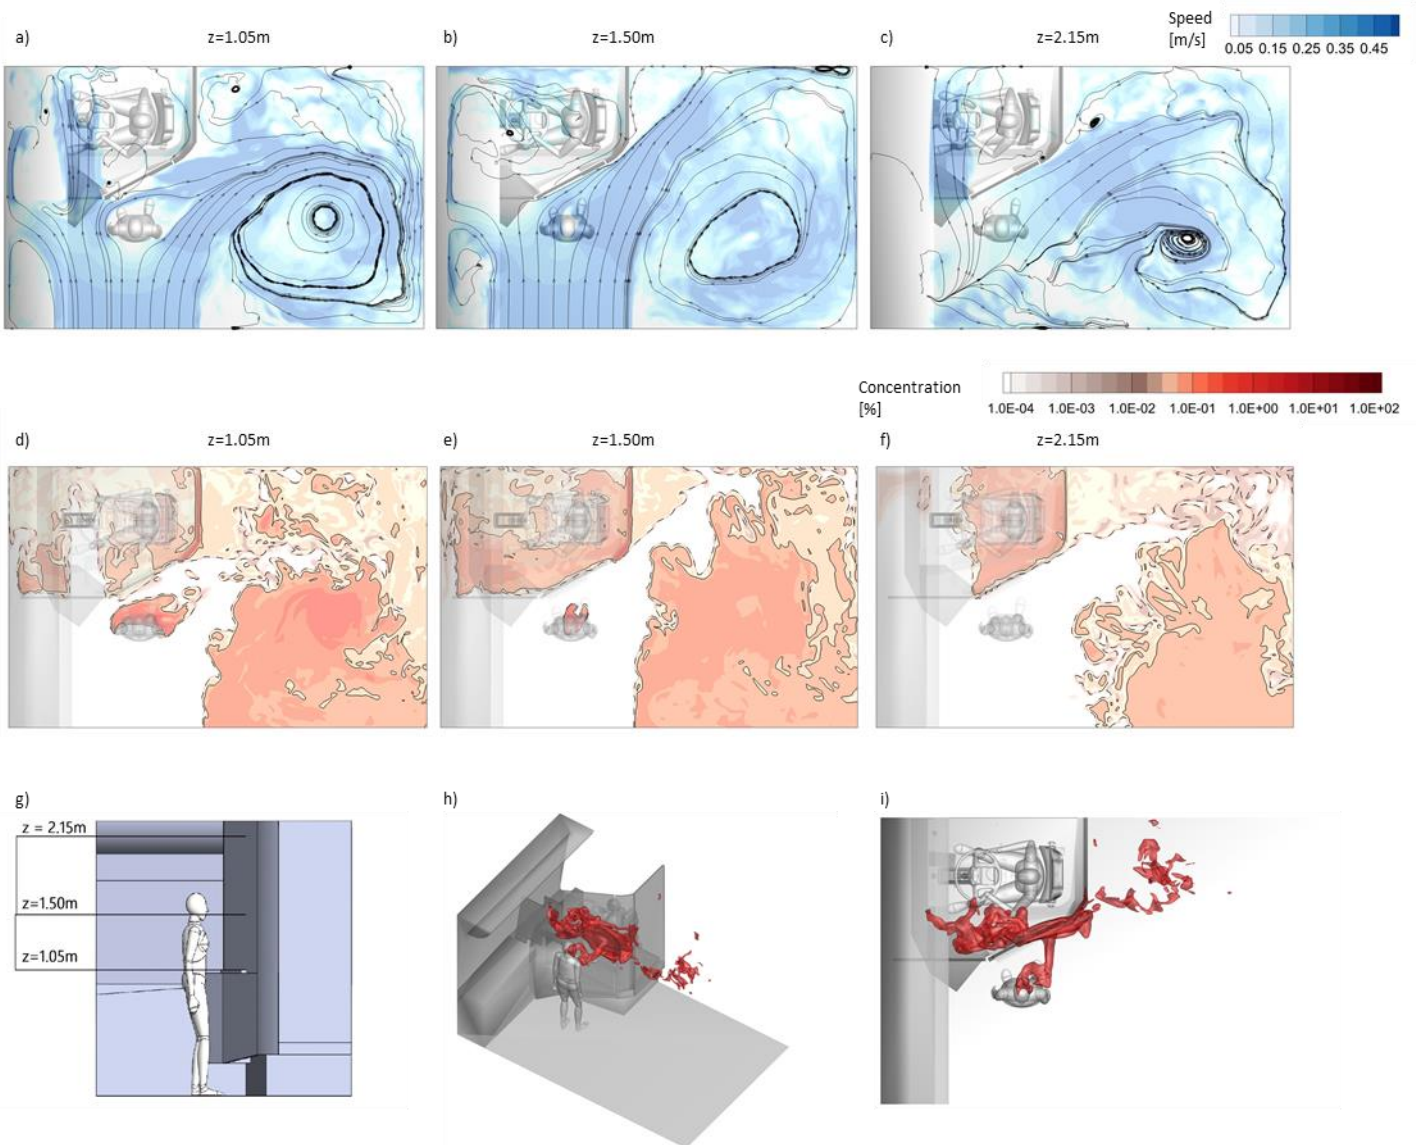 Speed
[m/s]
0.05 0.15 0.25 0.35 0.45
a) z=1.05m b) z=1.50m c) z=2.15m
Concentration
[%]
1.0E-04 1.0E-03 1.0E-02 1.0E-01 1.0E+00 1.0E+01 1.0E+02
d) z=1.05m e) z=1.50m f) z=2.15m
g) h) i)
z = 2.15m
z=1.50m
z=1.05m